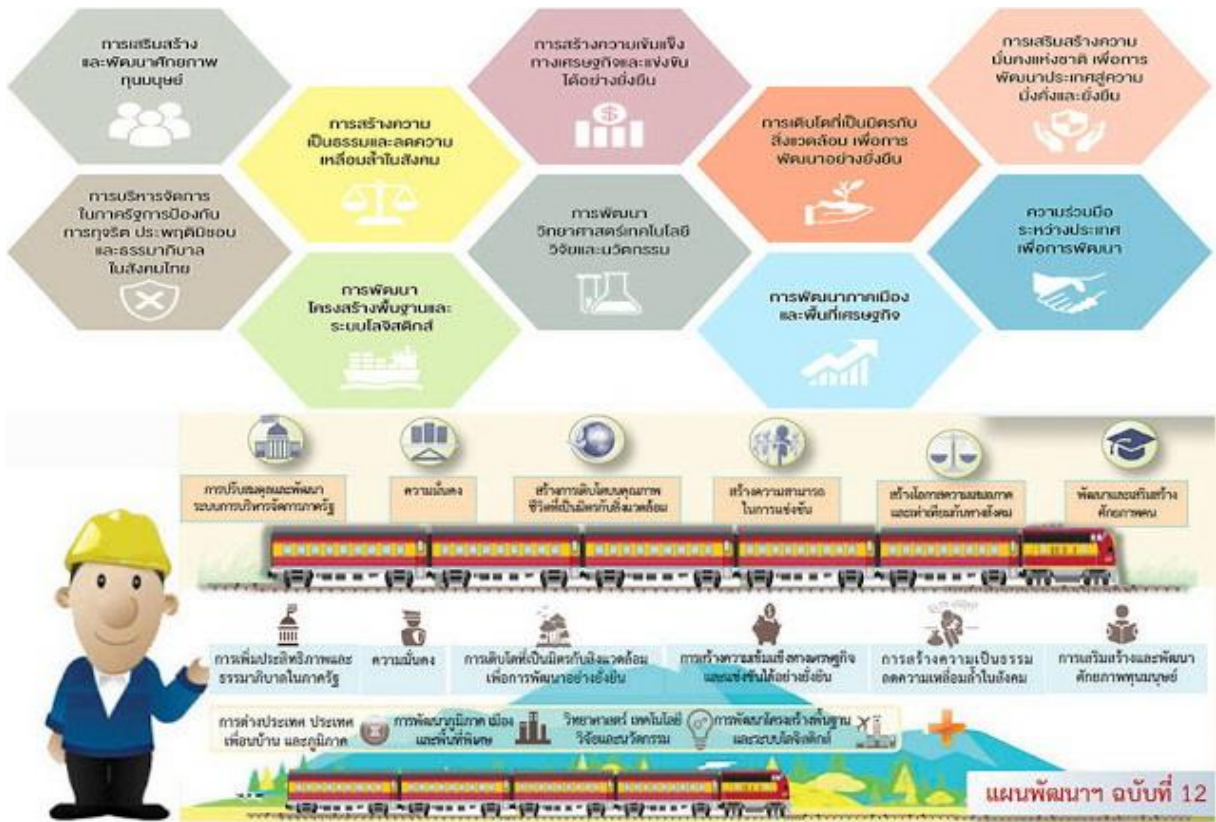 การเสริมสร้าง
และพัฒนาศักยภาพ
ทุนมนุษย์
การสร้างความ
เป็นธรรมและลดความ
เหลื่อมล้ำในสังคม
การสร้างความเข้มแข็ง
ทางเศรษฐกิจและแข่งขัน
ได้อย่างยั่งยืน
การเติบโตที่เป็นมิตรกับ
สิ่งแวดล้อม เพื่อการ
พัฒนาอย่างยั่งยืน
การเสริมสร้างความ
มั่นคงแห่งชาติ เพื่อการ
พัฒนาประเทศสู่ความ
มั่งคั่งและยั่งยืน
การบริหารจัดการ
ในภาครัฐการป้องกัน
การทุจริต ประพฤติมิชอบ
และธรรมาภิบาล
ในสังคมไทย
การพัฒนา
โครงสร้างพื้นฐานและ
ระบบโลจิสติกส์
การพัฒนา
วิทยาศาสตร์เทคโนโลยี
วิจัยและนวัตกรรม
การพัฒนาภาคเมือง
และพื้นที่เศรษฐกิจ
ความร่วมมือ
ระหว่างประเทศ
เพื่อการพัฒนา
การปรับสมดุลและพัฒนา
ระบบการบริหารจัดการภาครัฐ
ความมั่นคง
สร้างการเติบโตบนคุณภาพ
ชีวิตที่เป็นมิตรกับสิ่งแวดล้อม
สร้างความสามารถ
ในการแข่งขัน
สร้างโอกาสความเสมอภาค
และเท่าเทียมกันทางสังคม
พัฒนาและเสริมสร้าง
ศักยภาพคน
การเพิ่มประสิทธิภาพและ
ธรรมาภิบาลในภาครัฐ
ความมั่นคง
การเติบโตที่เป็นมิตรกับสิ่งแวดล้อม
เพื่อการพัฒนาอย่างยั่งยืน
การสร้างความเข้มแข็งทางเศรษฐกิจ
และแข่งขันได้อย่างยั่งยืน
การสร้างความเป็นธรรม
ลดความเหลื่อมล้ำในสังคม
การเสริมสร้างและพัฒนา
ศักยภาพทุนมนุษย์
การต่างประเทศ ประเทศ
เพื่อนบ้าน และภูมิภาค
การพัฒนาภูมิภาค เมือง
และพื้นที่พิเศษ
วิทยาศาสตร์ เทคโนโลยี
วิจัยและนวัตกรรม
การพัฒนาโครงสร้างพื้นฐาน
และระบบโลจิสติกส์
แผนพัฒนาฯ ฉบับที่ 12